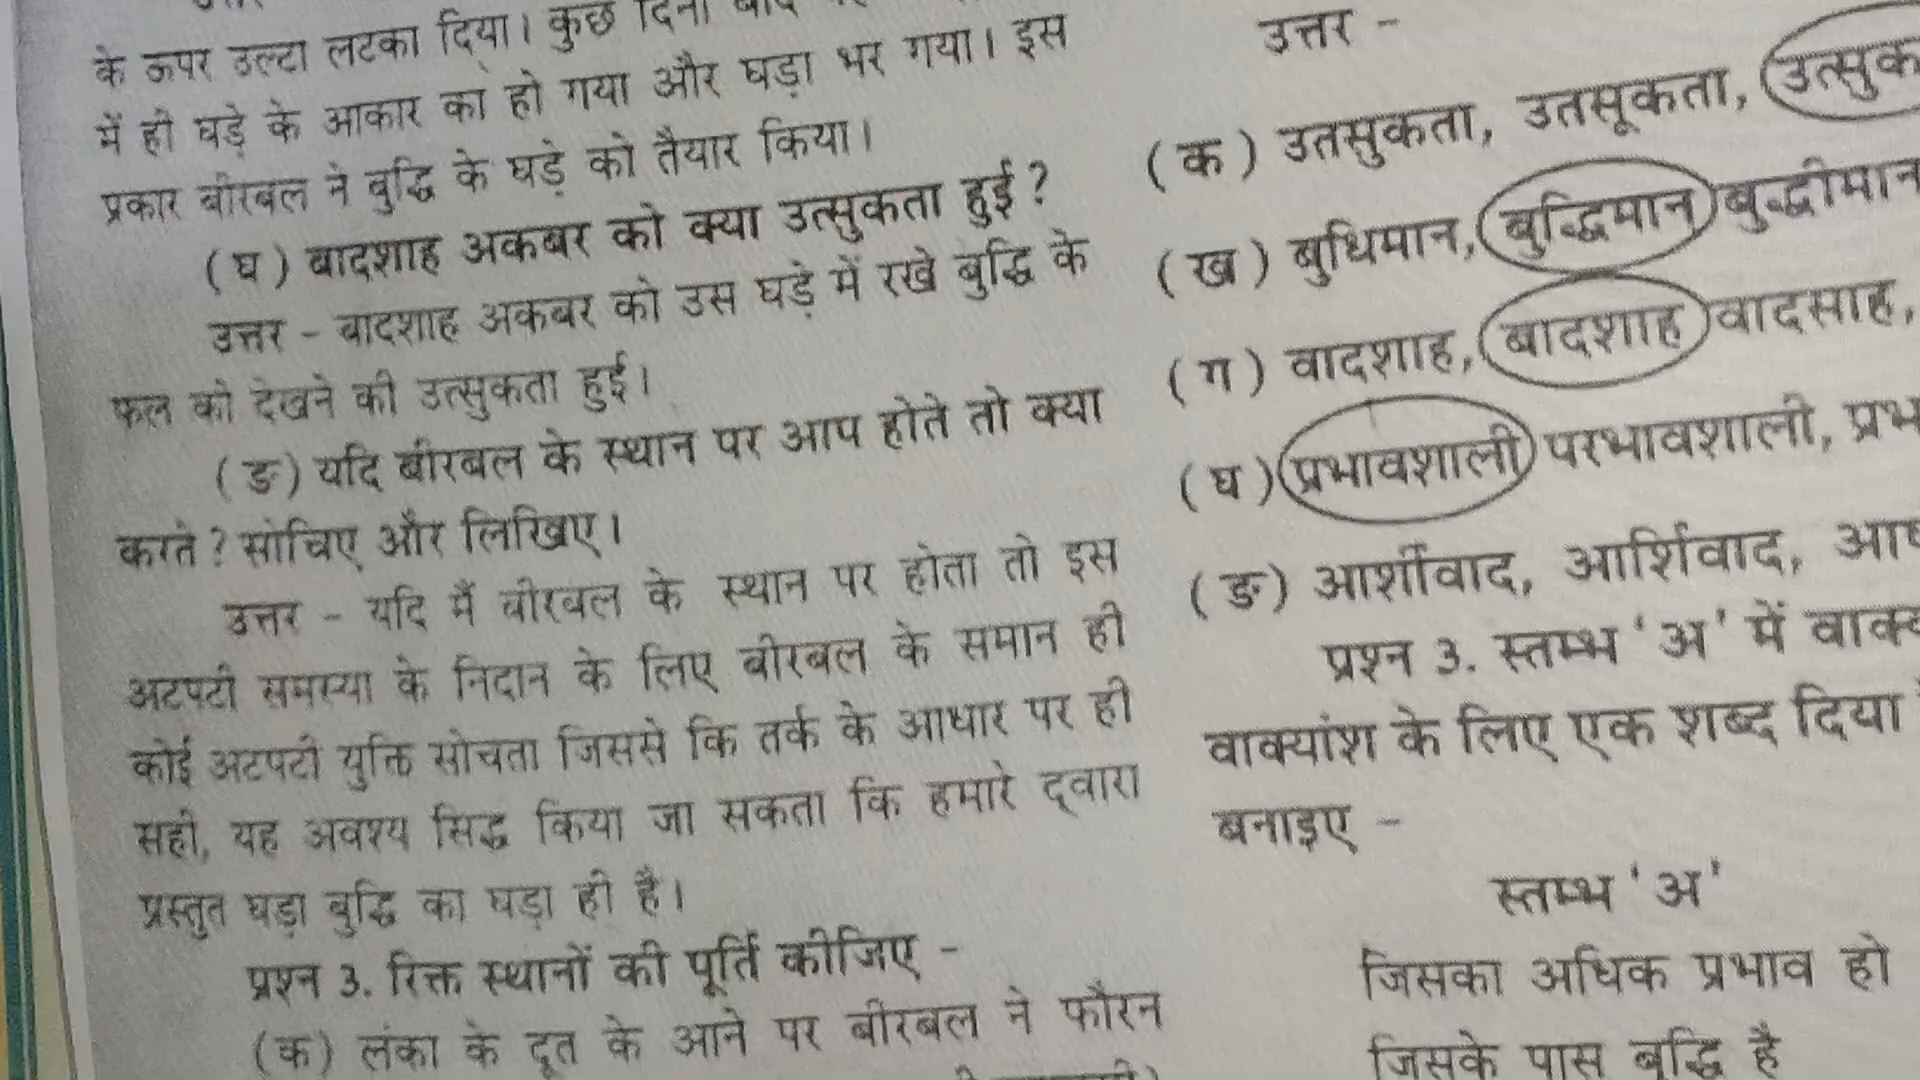 के ऊपर उल्टा लटका दिया। कुछ दिनों बाद
में ही घड़े के आकार का हो गया और घड़ा भर गया। इस
प्रकार बीरबल ने बुद्धि के घड़े को तैयार किया।
(घ) बादशाह अकबर को क्या उत्सुकता हुई?
उत्तर - बादशाह अकबर को उस घड़े में रखे बुद्धि के
फल को देखने की उत्सुकता हुई।
(ङ) यदि बीरबल के स्थान पर आप होते तो क्या
करते? सोचिए और लिखिए।
उत्तर - यदि मैं बीरबल के स्थान पर होता तो इस
अटपटी समस्या के निदान के लिए बीरबल के समान ही
कोई अटपटी युक्ति सोचता जिससे कि तर्क के आधार पर ही
सही, यह अवश्य सिद्ध किया जा सकता कि हमारे द्वारा
प्रस्तुत घड़ा बुद्धि का घड़ा ही है।
प्रश्न 3. रिक्त स्थानों की पूर्ति कीजिए -
(क) लंका के दूत के आने पर बीरबल ने फौरन
उत्तर -
(क) उतसुकता, उतसूकता, उत्सुक
(ख) बुधिमान, बुद्धिमान बुद्धीमान
(ग) वादशाह, बादशाह वादसाह,
(घ) प्रभावशाली परभावशाली, प्रभ
(ङ) आर्शीवाद, आर्शिवाद,
प्रश्न 3. स्तम्भ 'अ' में वाक्
वाक्यांश के लिए एक शब्द दिया
बनाइए -
स्तम्भ 'अ'
जिसका अधिक प्रभाव हो
जिसके पास बुद्धि है